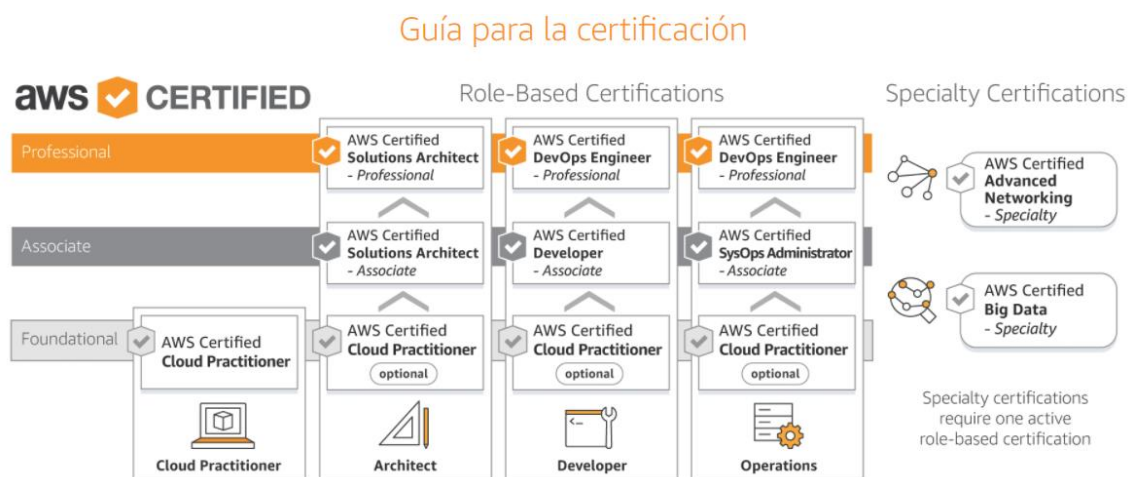 Guía para la certificación
aws CERTIFIED
Role-Based Certifications
Specialty Certifications
Professional
AWS Certified
Solutions Architect
- Professional
AWS Certified
DevOps Engineer
- Professional
AWS Certified
DevOps Engineer
- Professional
Associate
AWS Certified
Solutions Architect
- Associate
AWS Certified
Developer
- Associate
AWS Certified
SysOps Administrator
- Associate
Foundational
AWS Certified
Cloud Practitioner
AWS Certified
Cloud Practitioner
optional
AWS Certified
Cloud Practitioner
optional
AWS Certified
Cloud Practitioner
optional
Cloud Practitioner
Architect
Developer
Operations
AWS Certified
Advanced
Networking
- Specialty
AWS Certified
Big Data
- Specialty
Specialty certifications
require one active
role-based certification